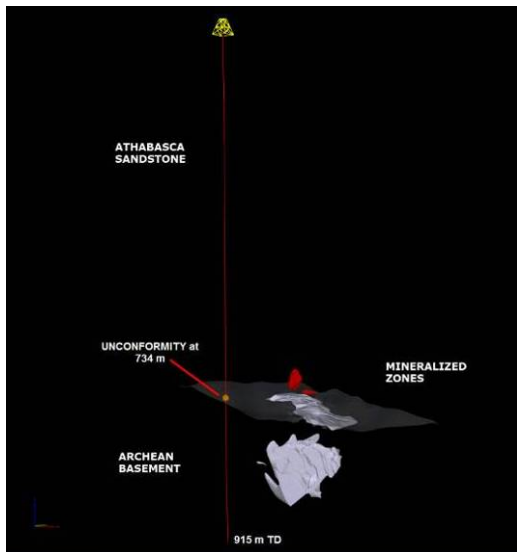 ATHABASCA
SANDSTONE
UNCONFORMITY at
734 m
MINERALIZED
ZONES
ARCHEAN
BASEMENT
915 m TD